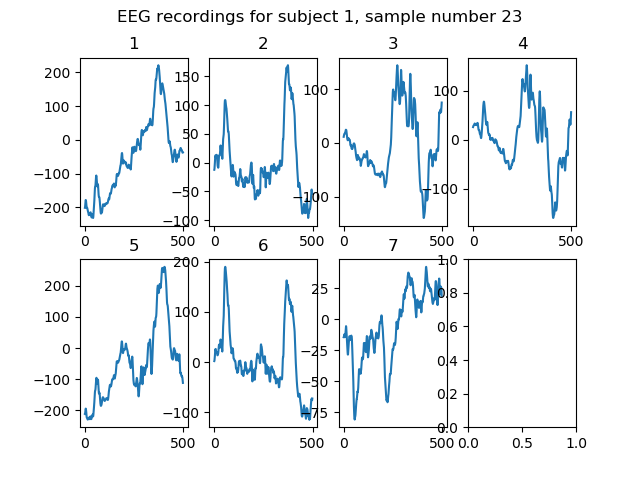 EEG recordings for subject 1, sample number 23
1 2 3 4
200 100 0 −100 −200
150 100 50 0 −50 −100
100 0 −100
100 0 −100
0 500 0 500 0 500 0 500
5 6 7
200 100 0 −100 −200
200 100 0 −100
25 0 −25 −50 −75
1.0 0.8 0.6 0.4 0.2 0.0
0 500 0 500 0 500 0.0 0.5 1.0